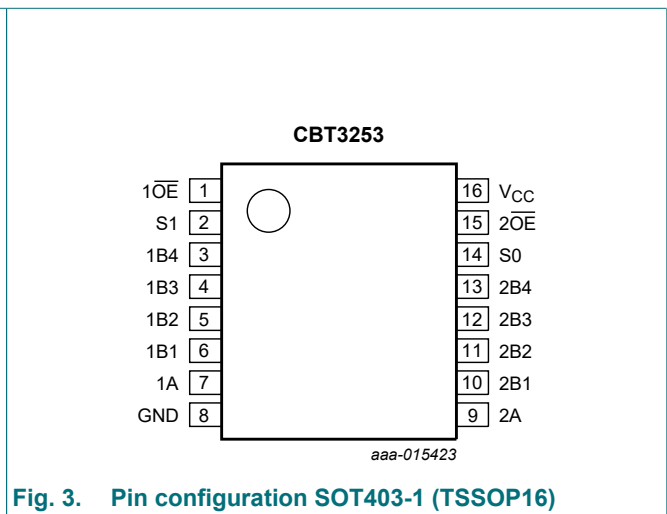 CBT3253
1O̅E̅ 1 16 VCC
S1 2 15 2O̅E̅
1B4 3 14 S0
1B3 4 13 2B4
1B2 5 12 2B3
1B1 6 11 2B2
1A 7 10 2B1
GND 8 9 2A
aaa-015423
Fig. 3. Pin configuration SOT403-1 (TSSOP16)